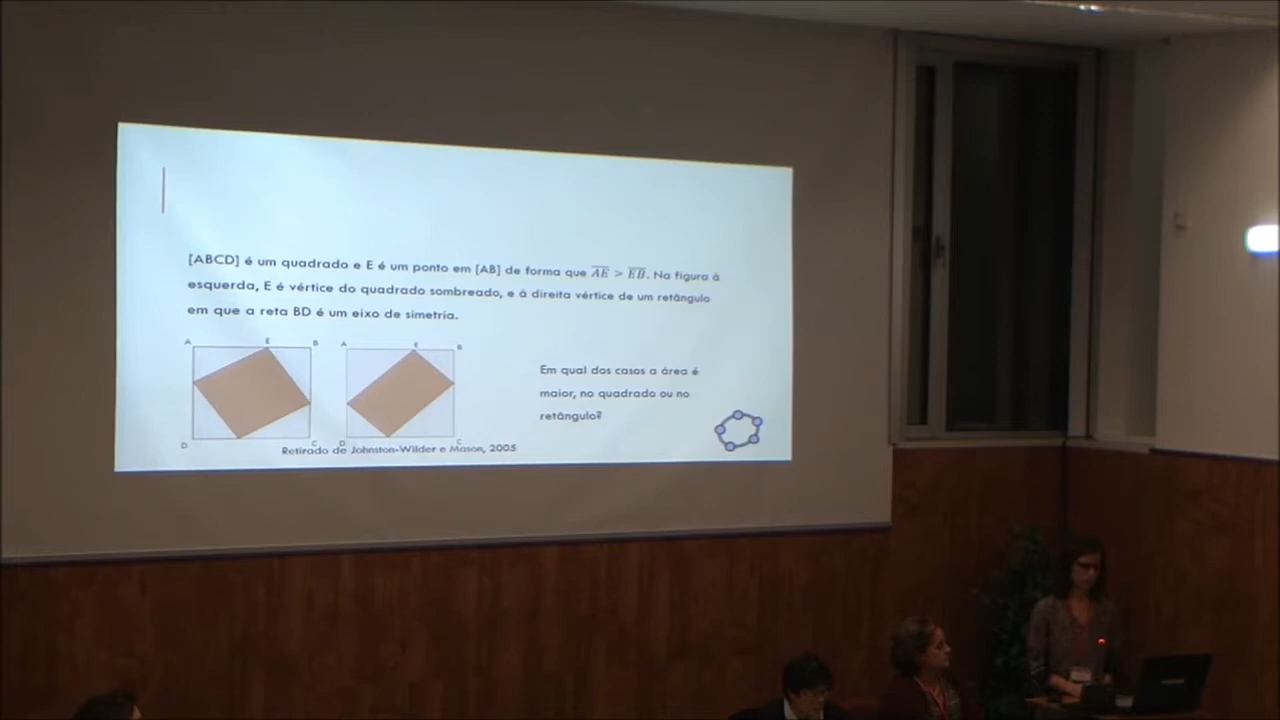 [ABCD] é um quadrado e E é um ponto em [AB] de forma que AE > EB. Na figura à
esquerda, E é vértice do quadrado sombreado, e à direita vértice de um retângulo
em que a reta BD é um eixo de simetria.
A E B A E B
Em qual dos casos a área é
maior, no quadrado ou no
retângulo?
D C D C
Retirado de Johnston-Wilder e Mason, 2005